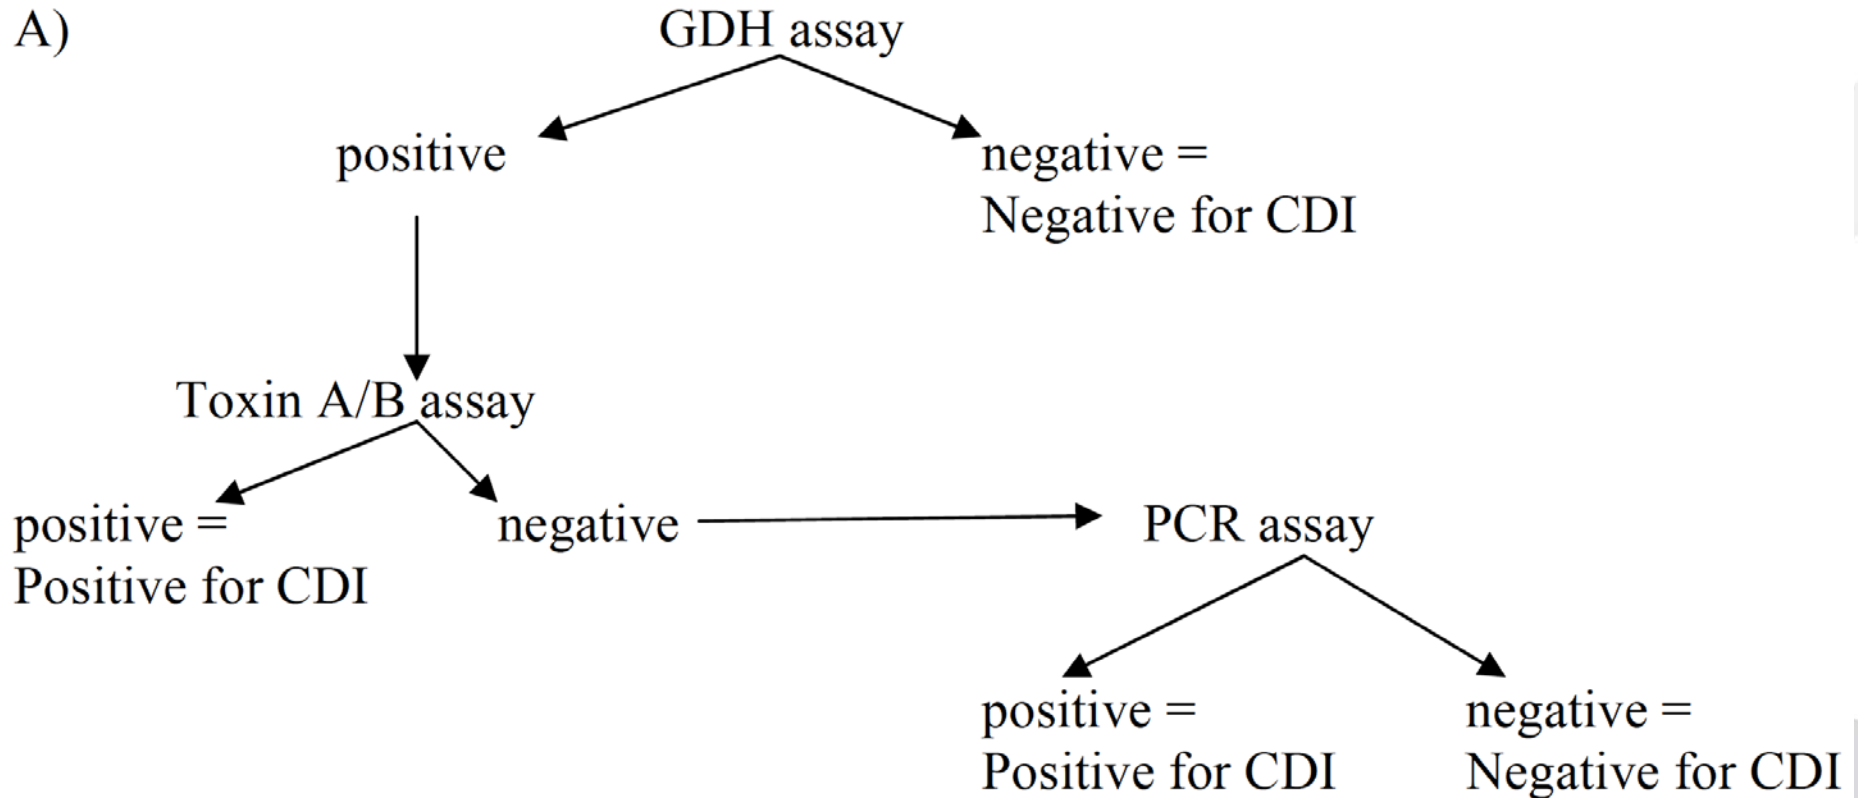 A)
GDH assay
positive
negative =
Negative for CDI
Toxin A/B assay
positive =
Positive for CDI
negative
PCR assay
positive =
Positive for CDI
negative =
Negative for CDI